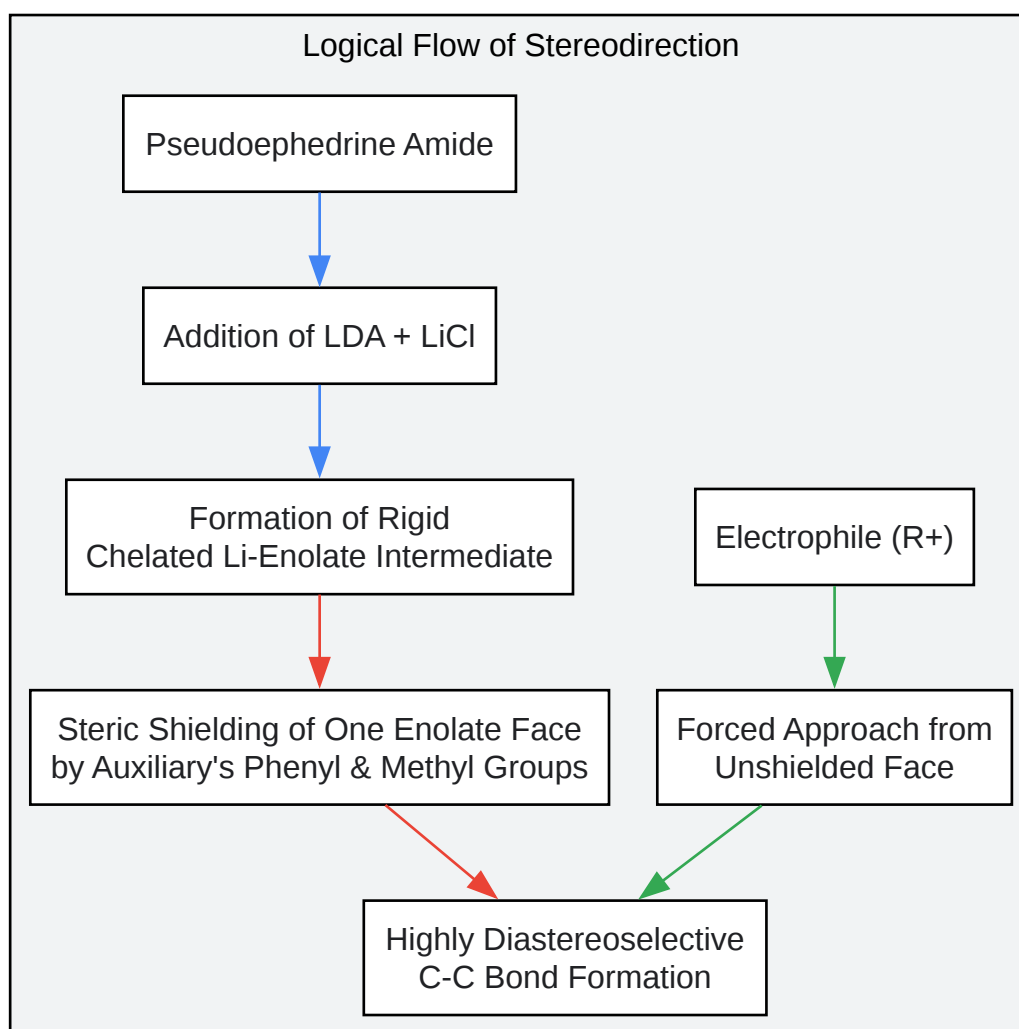 Logical Flow of Stereodirection
Pseudoephedrine Amide
Addition of LDA + LiCl
Formation of Rigid
Chelated Li-Enolate Intermediate
Electrophile (R+)
Steric Shielding of One Enolate Face
by Auxiliary's Phenyl & Methyl Groups
Forced Approach from
Unshielded Face
Highly Diastereoselective
C-C Bond Formation